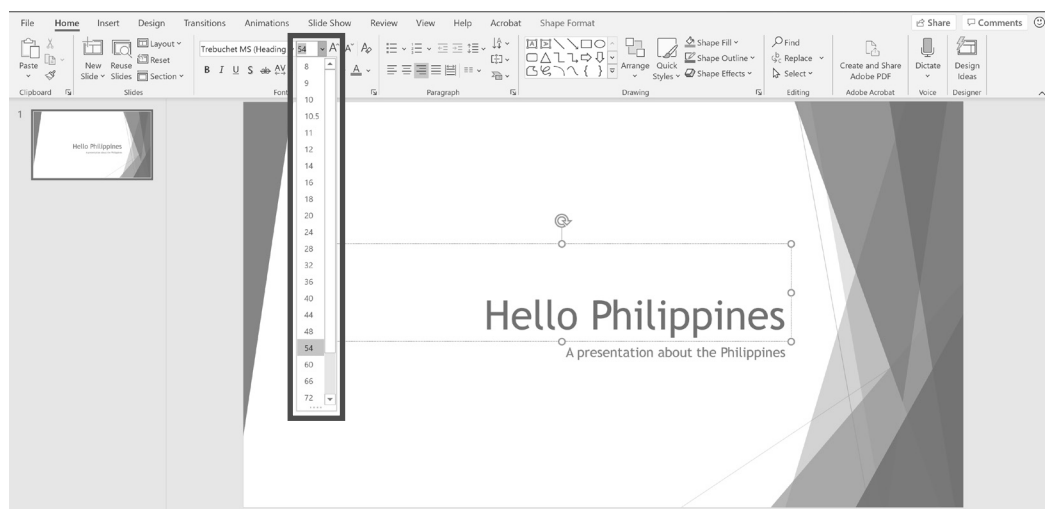 File Home Insert Design Transitions Animations Slide Show Review View Help Acrobat Shape Format Share Comments
Paste
New Slide
Reuse Slides
Layout
Reset
Section
Trebuchet MS (Heading 54
B I U S ab AV A
Arrange
Quick Styles
Shape Fill
Shape Outline
Shape Effects
Find
Replace
Select
Create and Share Adobe PDF
Dictate
Design Ideas
Clipboard Slides Font Paragraph Drawing Editing Adobe Acrobat Voice Designer
8
9
10
10.5
11
12
14
16
18
20
24
28
32
36
40
44
48
54
60
66
72
1
Hello Philippines
Hello Philippines
A presentation about the Philippines